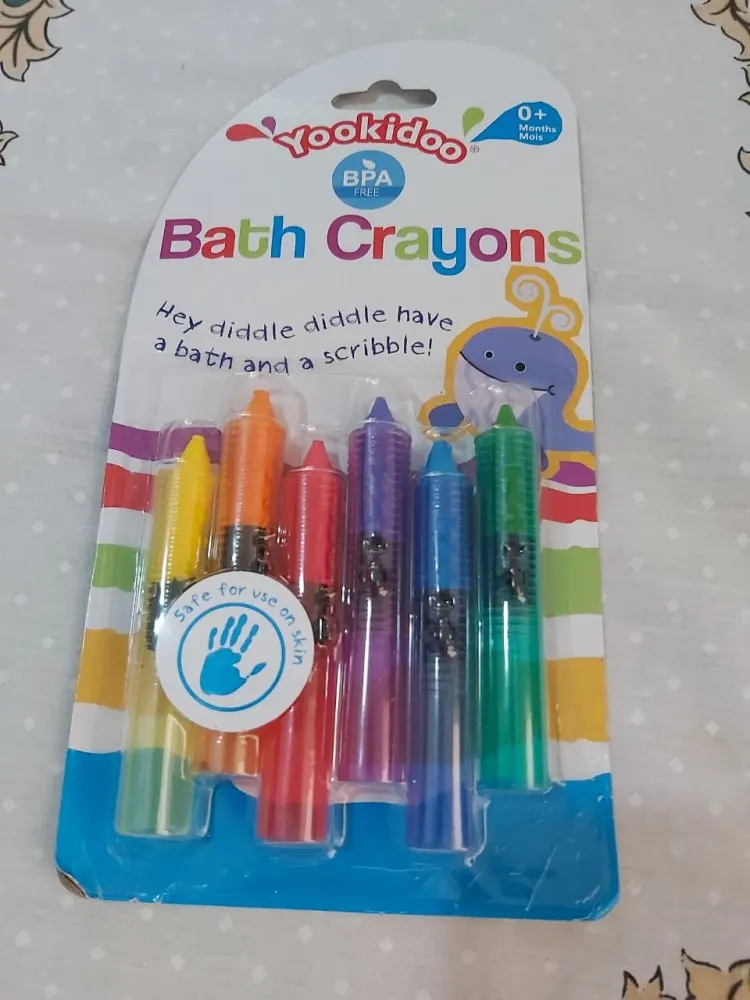 Yookidoo®
0+
Months
Mois
BPA
FREE
Bath Crayons
Hey diddle diddle have
a bath and a scribble!
Safe for use on skin